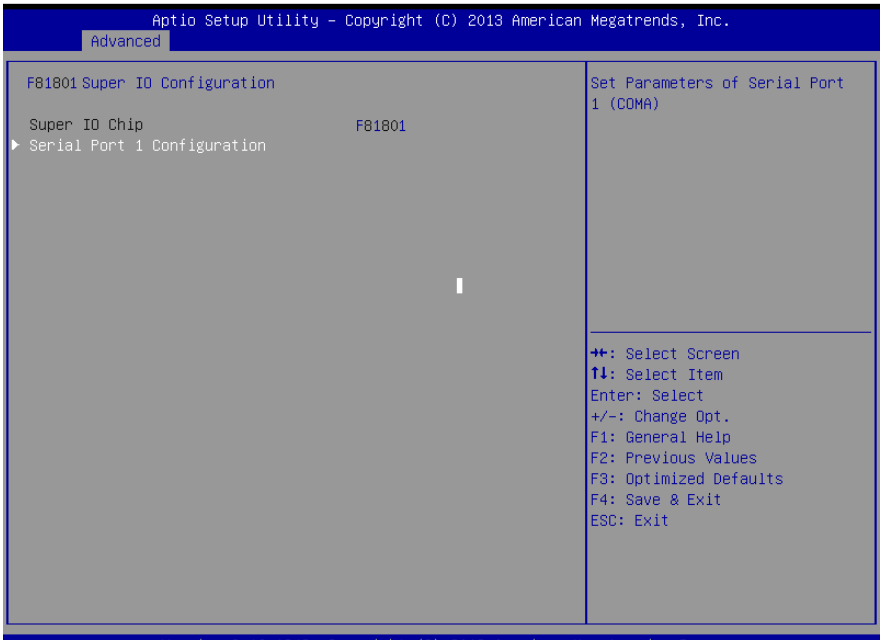 Aptio Setup Utility – Copyright (C) 2013 American Megatrends, Inc.
Advanced
F81801 Super IO Configuration
Super IO Chip F81801
▶ Serial Port 1 Configuration
Set Parameters of Serial Port
1 (COMA)
→←: Select Screen
↑↓: Select Item
Enter: Select
+/-: Change Opt.
F1: General Help
F2: Previous Values
F3: Optimized Defaults
F4: Save & Exit
ESC: Exit